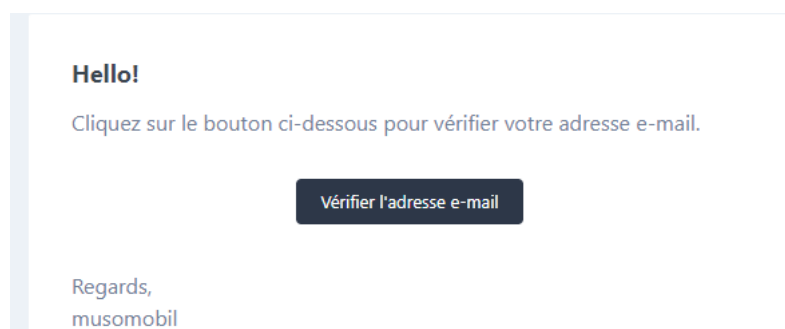 Hello!
Cliquez sur le bouton ci-dessous pour vérifier votre adresse e-mail.
Vérifier l'adresse e-mail
Regards,
musomobil